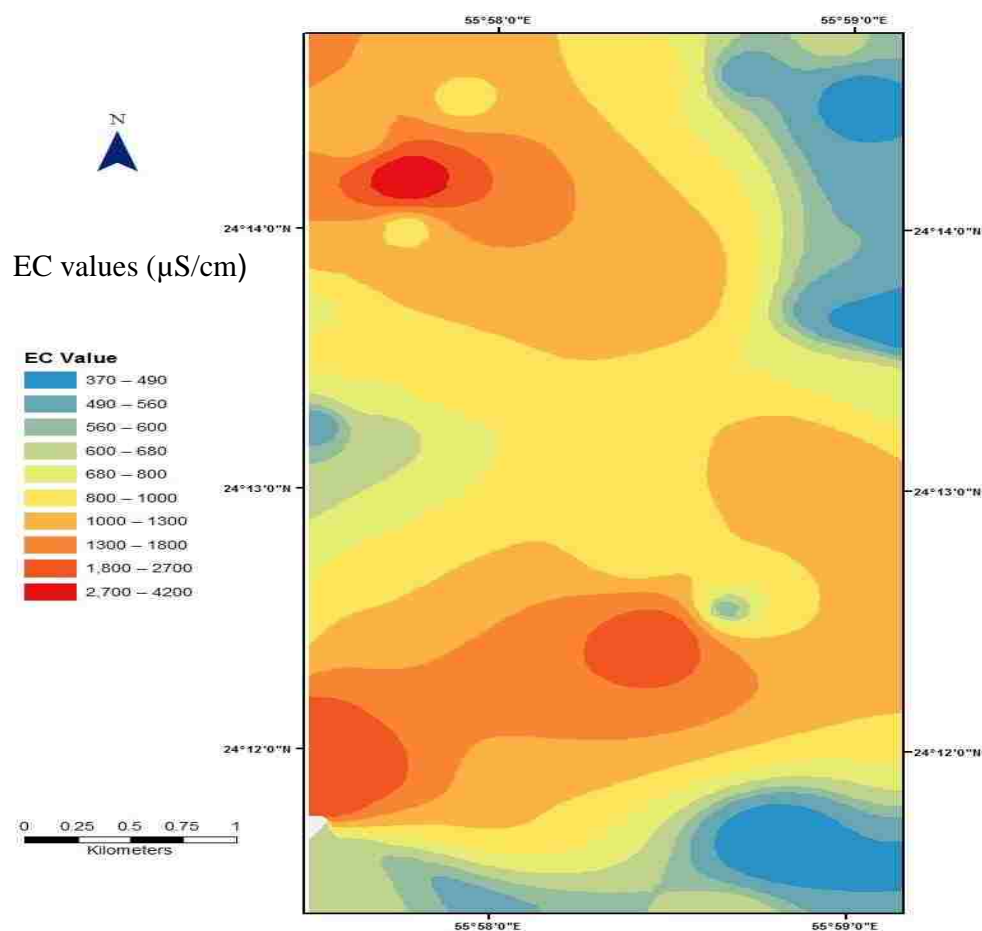 55°58'0"E
55°59'0"E
N
24°14'0"N
24°14'0"N
EC values (µS/cm)
EC Value
370 – 490
490 – 560
560 – 600
600 – 680
680 – 800
800 – 1000
1000 – 1300
1300 – 1800
1,800 – 2700
2,700 – 4200
24°13'0"N
24°13'0"N
24°12'0"N
24°12'0"N
0 0.25 0.5 0.75 1
Kilometers
55°58'0"E
55°59'0"E